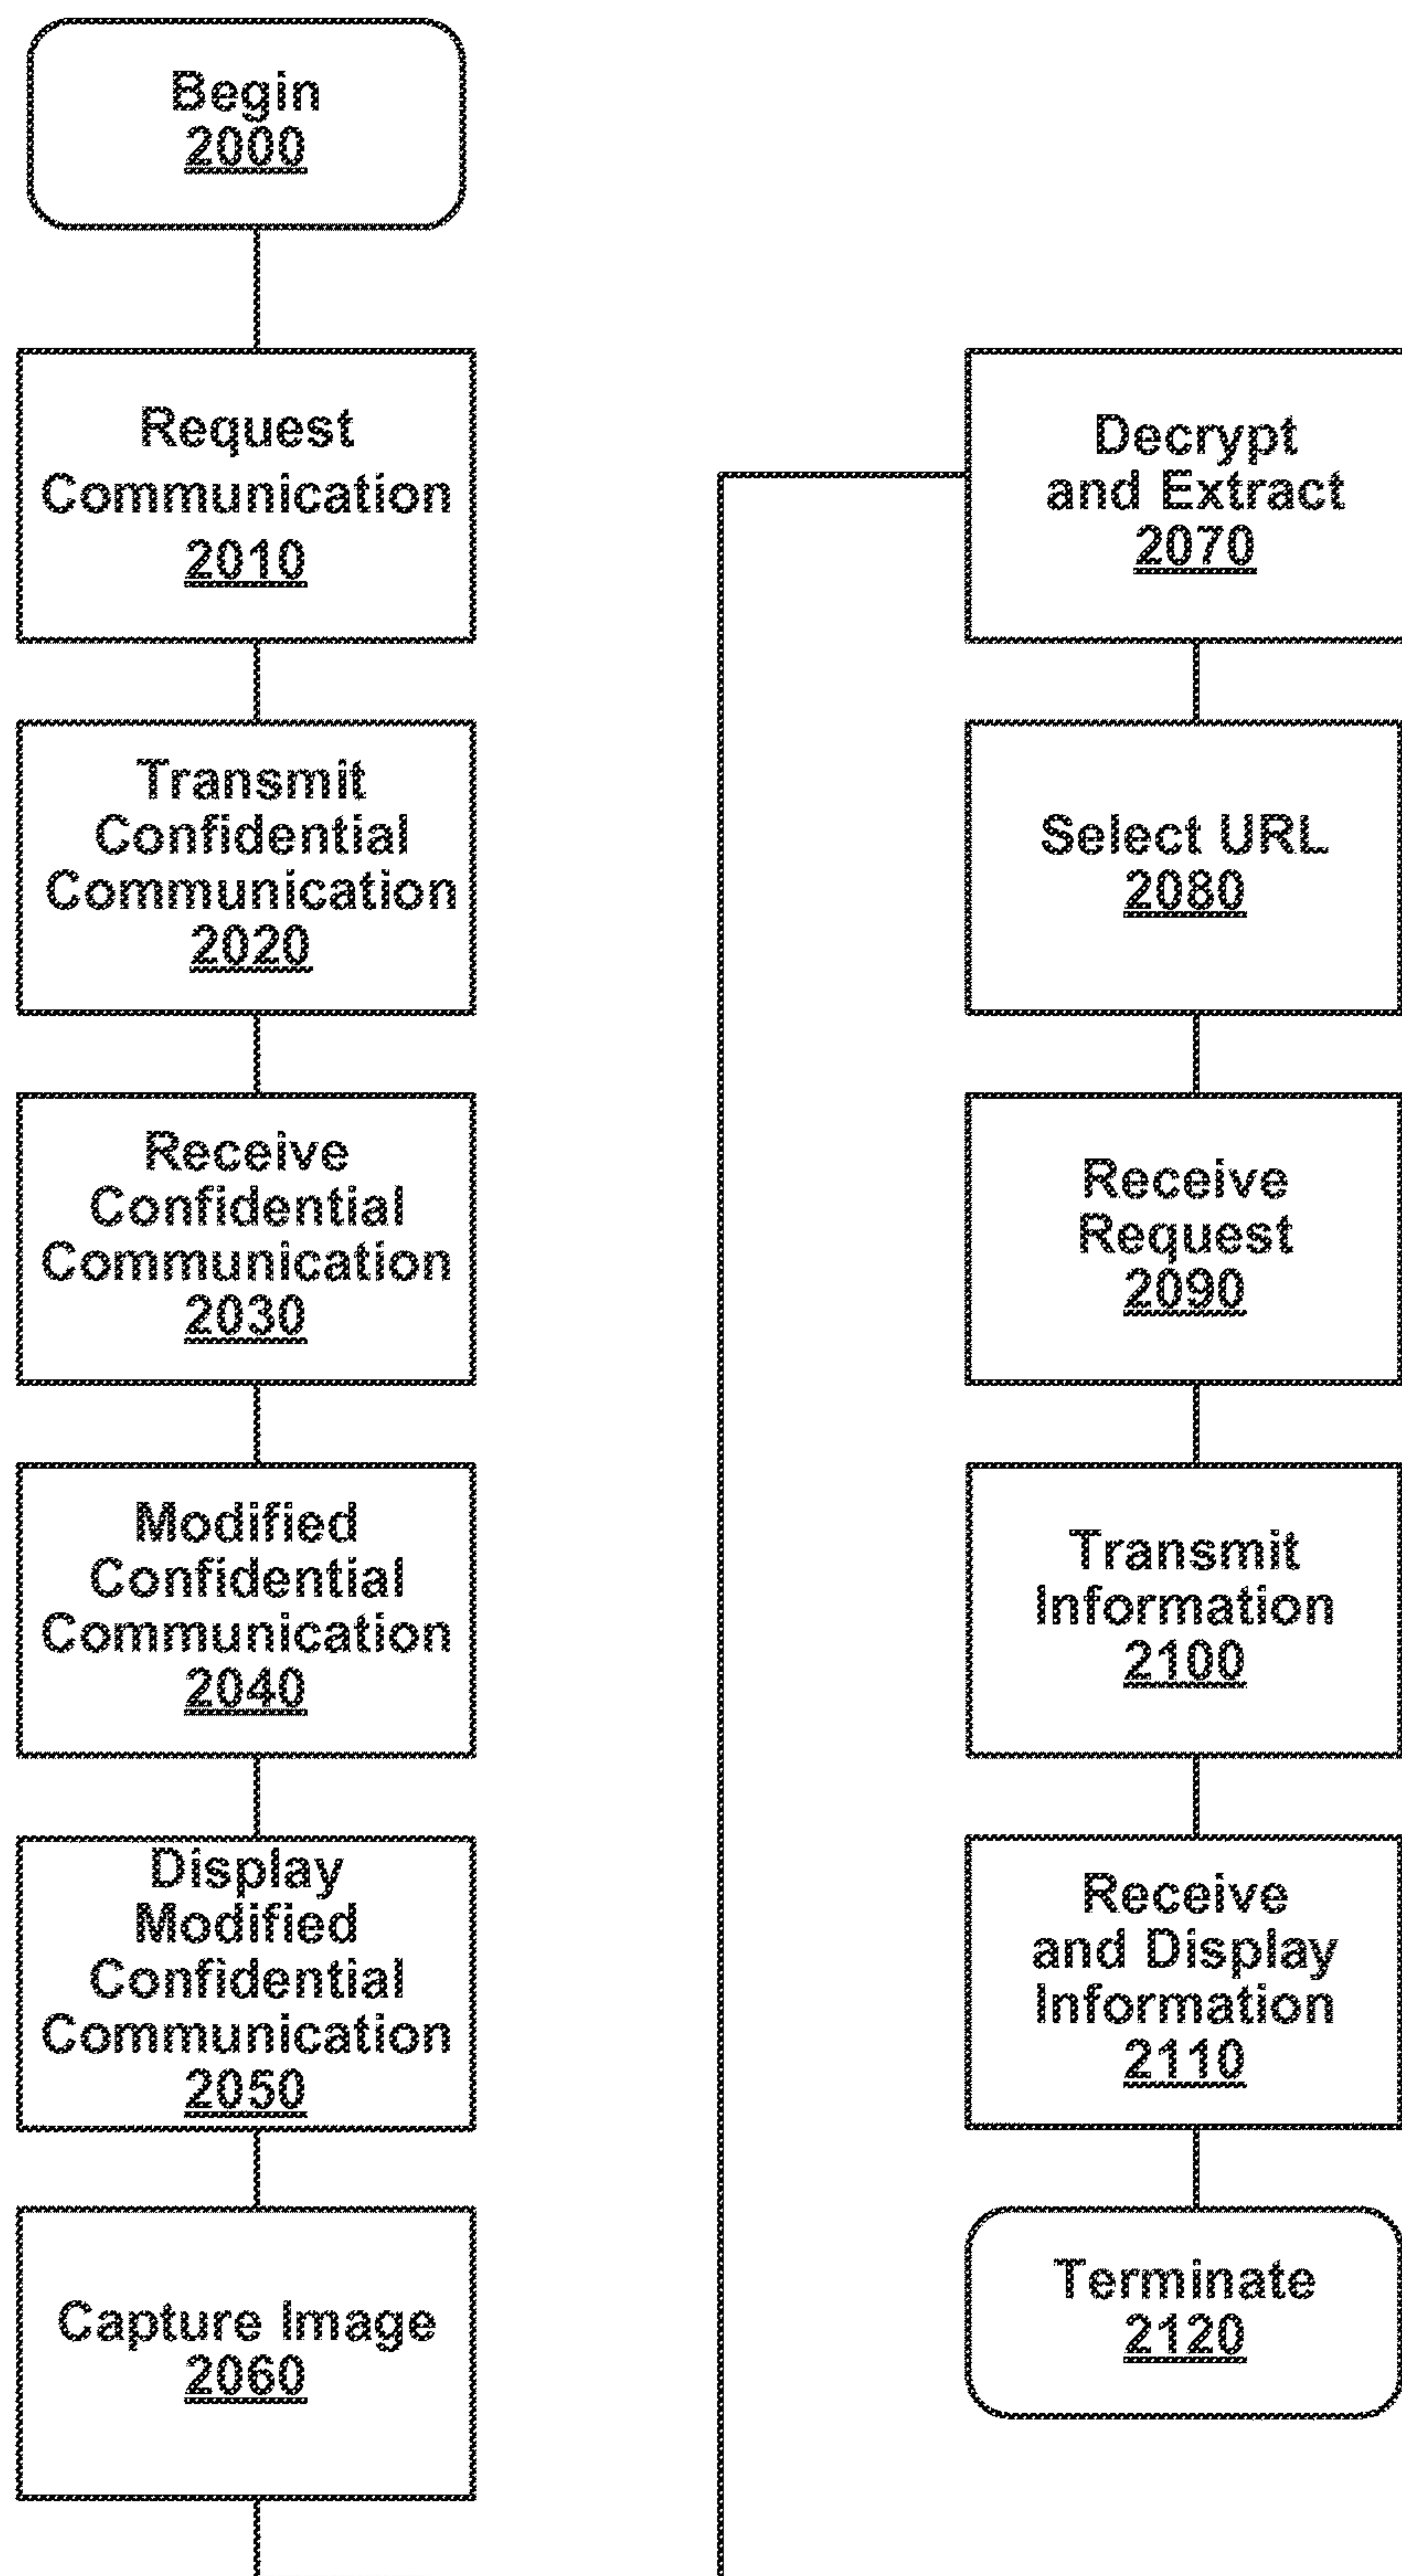 Begin
2000
Request
Communication
2010
Transmit
Confidential
Communication
2020
Receive
Confidential
Communication
2030
Modified
Confidential
Communication
2040
Display
Modified
Confidential
Communication
2050
Capture Image
2060
Decrypt
and Extract
2070
Select URL
2080
Receive
Request
2090
Transmit
Information
2100
Receive
and Display
Information
2110
Terminate
2120